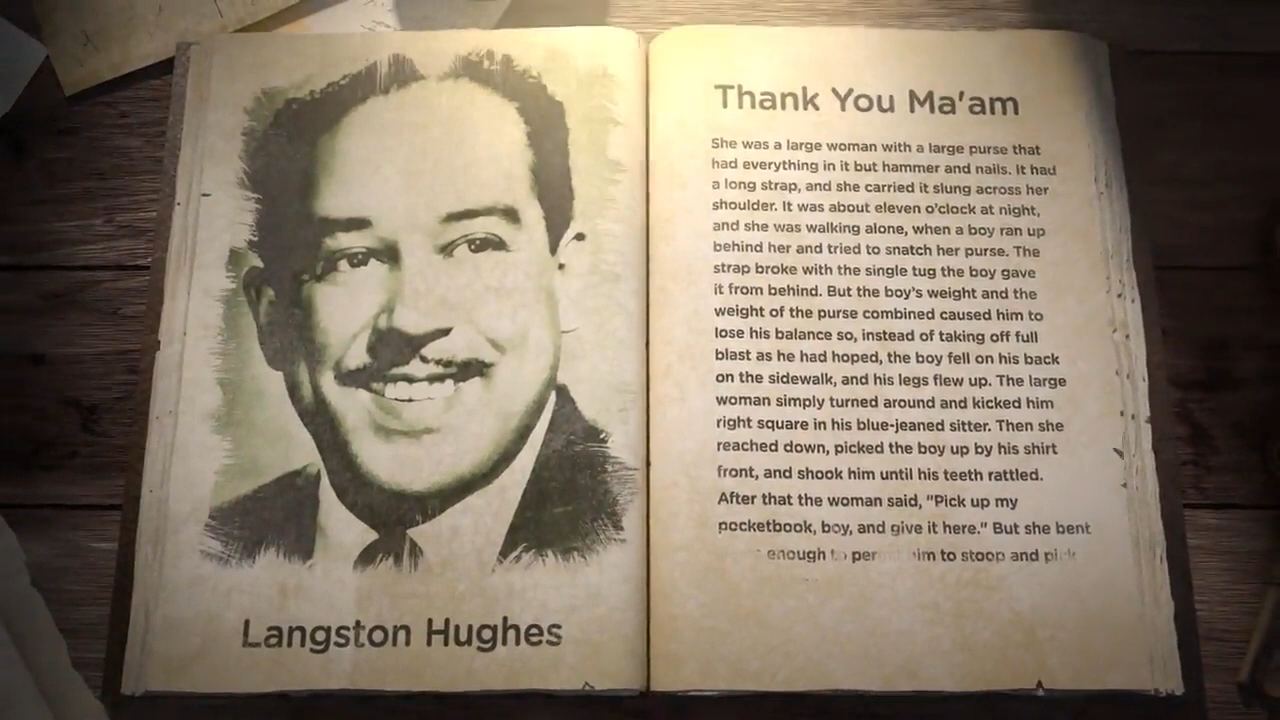 Langston Hughes
Thank You Ma'am
She was a large woman with a large purse that
had everything in it but hammer and nails. It had
a long strap, and she carried it slung across her
shoulder. It was about eleven o'clock at night,
and she was walking alone, when a boy ran up
behind her and tried to snatch her purse. The
strap broke with the single tug the boy gave
it from behind. But the boy's weight and the
weight of the purse combined caused him to
lose his balance so, instead of taking off full
blast as he had hoped, the boy fell on his back
on the sidewalk, and his legs flew up. The large
woman simply turned around and kicked him
right square in his blue-jeaned sitter. Then she
reached down, picked the boy up by his shirt
front, and shook him until his teeth rattled.
After that the woman said, "Pick up my
pocketbook, boy, and give it here." But she bent
enough to stoop and